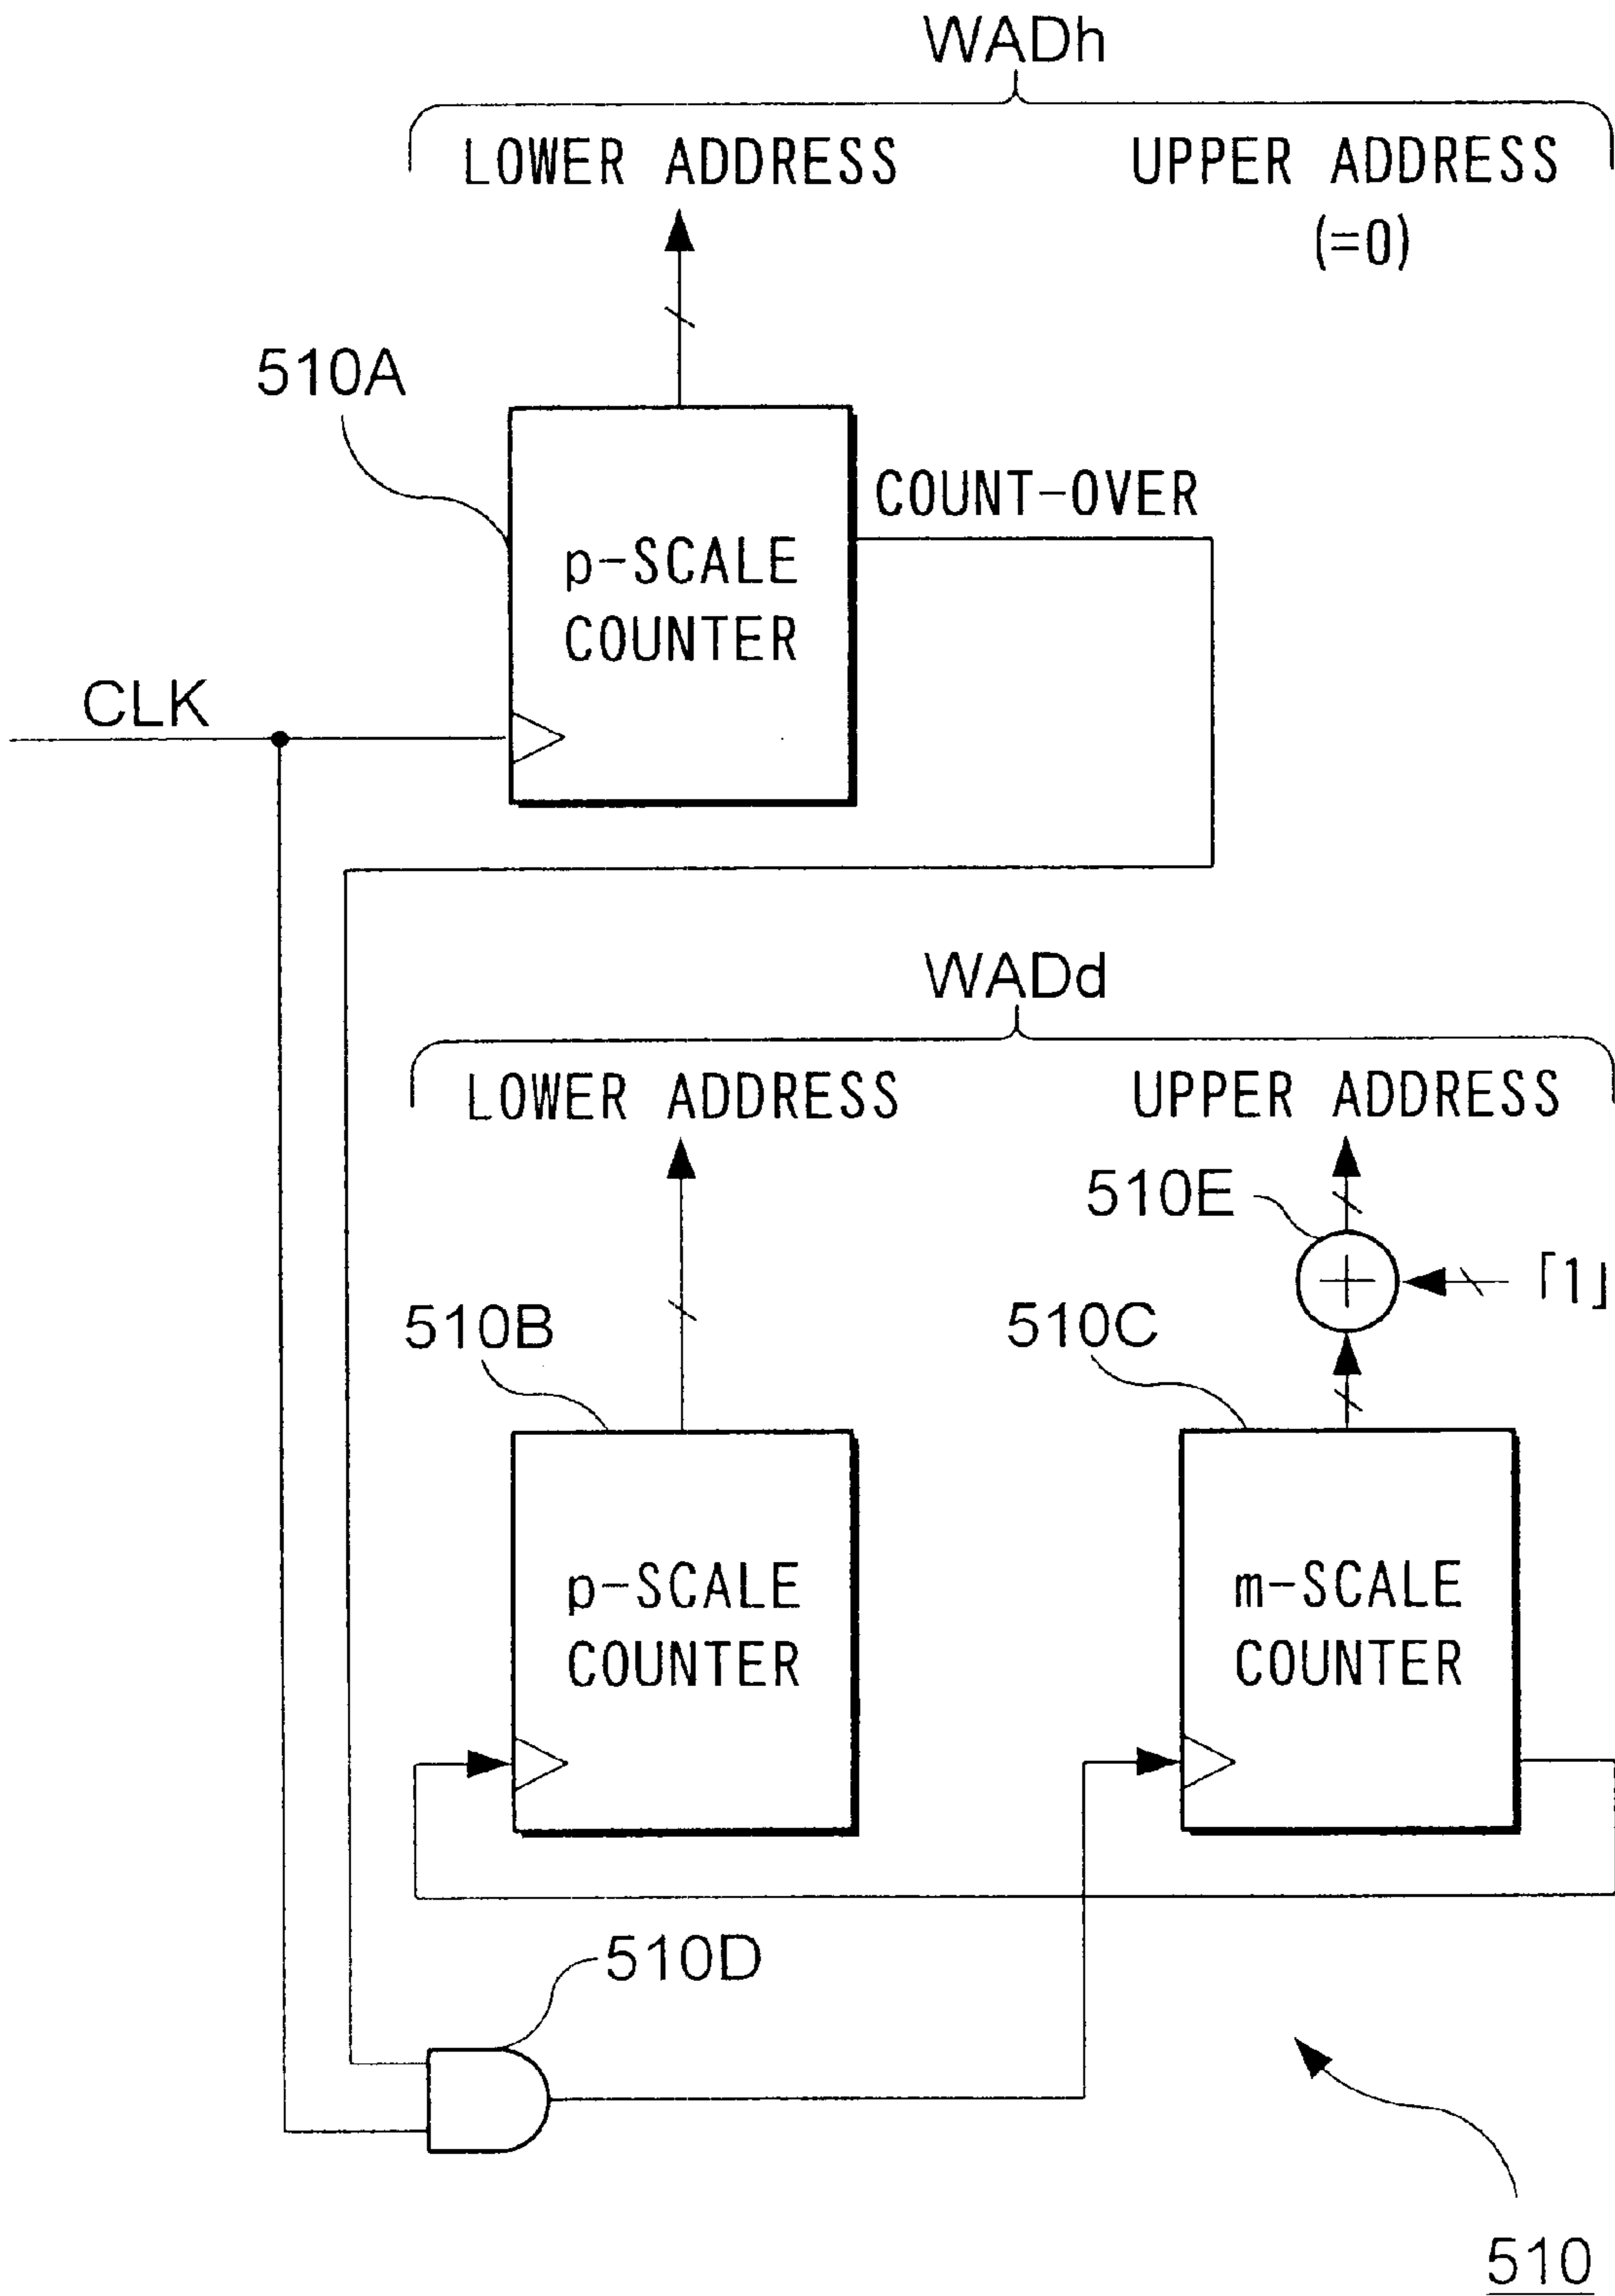 WADh
LOWER ADDRESS UPPER ADDRESS
(=0)
510A
COUNT-OVER
p-SCALE
COUNTER
CLK
WADd
LOWER ADDRESS UPPER ADDRESS
510E
「1」
510B
510C
p-SCALE
COUNTER
m-SCALE
COUNTER
510D
510